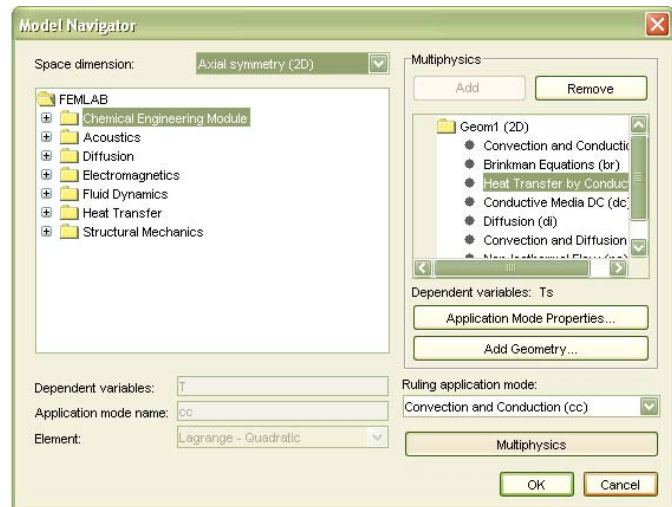 Model Navigator
Space dimension: Axial symmetry (2D)
FEMLAB
Chemical Engineering Module
Acoustics
Diffusion
Electromagnetics
Fluid Dynamics
Heat Transfer
Structural Mechanics
Dependent variables: T
Application mode name: cc
Element: Lagrange - Quadratic
Multiphysics
Add Remove
Geom1 (2D)
Convection and Conductic
Brinkman Equations (br)
Heat Transfer by Conduct
Conductive Media DC (dc)
Diffusion (di)
Convection and Diffusion
Dependent variables: Ts
Application Mode Properties...
Add Geometry...
Ruling application mode:
Convection and Conduction (cc)
Multiphysics
OK Cancel